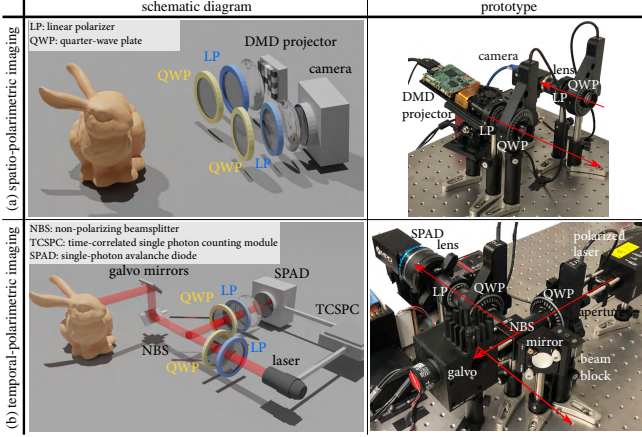 schematic diagram
prototype
(a) spatio-polarimetric imaging
LP: linear polarizer
QWP: quarter-wave plate
DMD projector
LP
QWP
camera
QWP
LP
camera
lens
QWP
LP
DMD
projector
LP
QWP
(b) temporal-polarimetric imaging
NBS: non-polarizing beamsplitter
TCSPC: time-correlated single photon counting module
SPAD: single-photon avalanche diode
galvo mirrors
SPAD
LP
QWP
TCSPC
NBS
LP
QWP
laser
SPAD
lens
polarized
laser
LP
QWP
QWP
aperture
NBS
mirror
galvo
beam
block